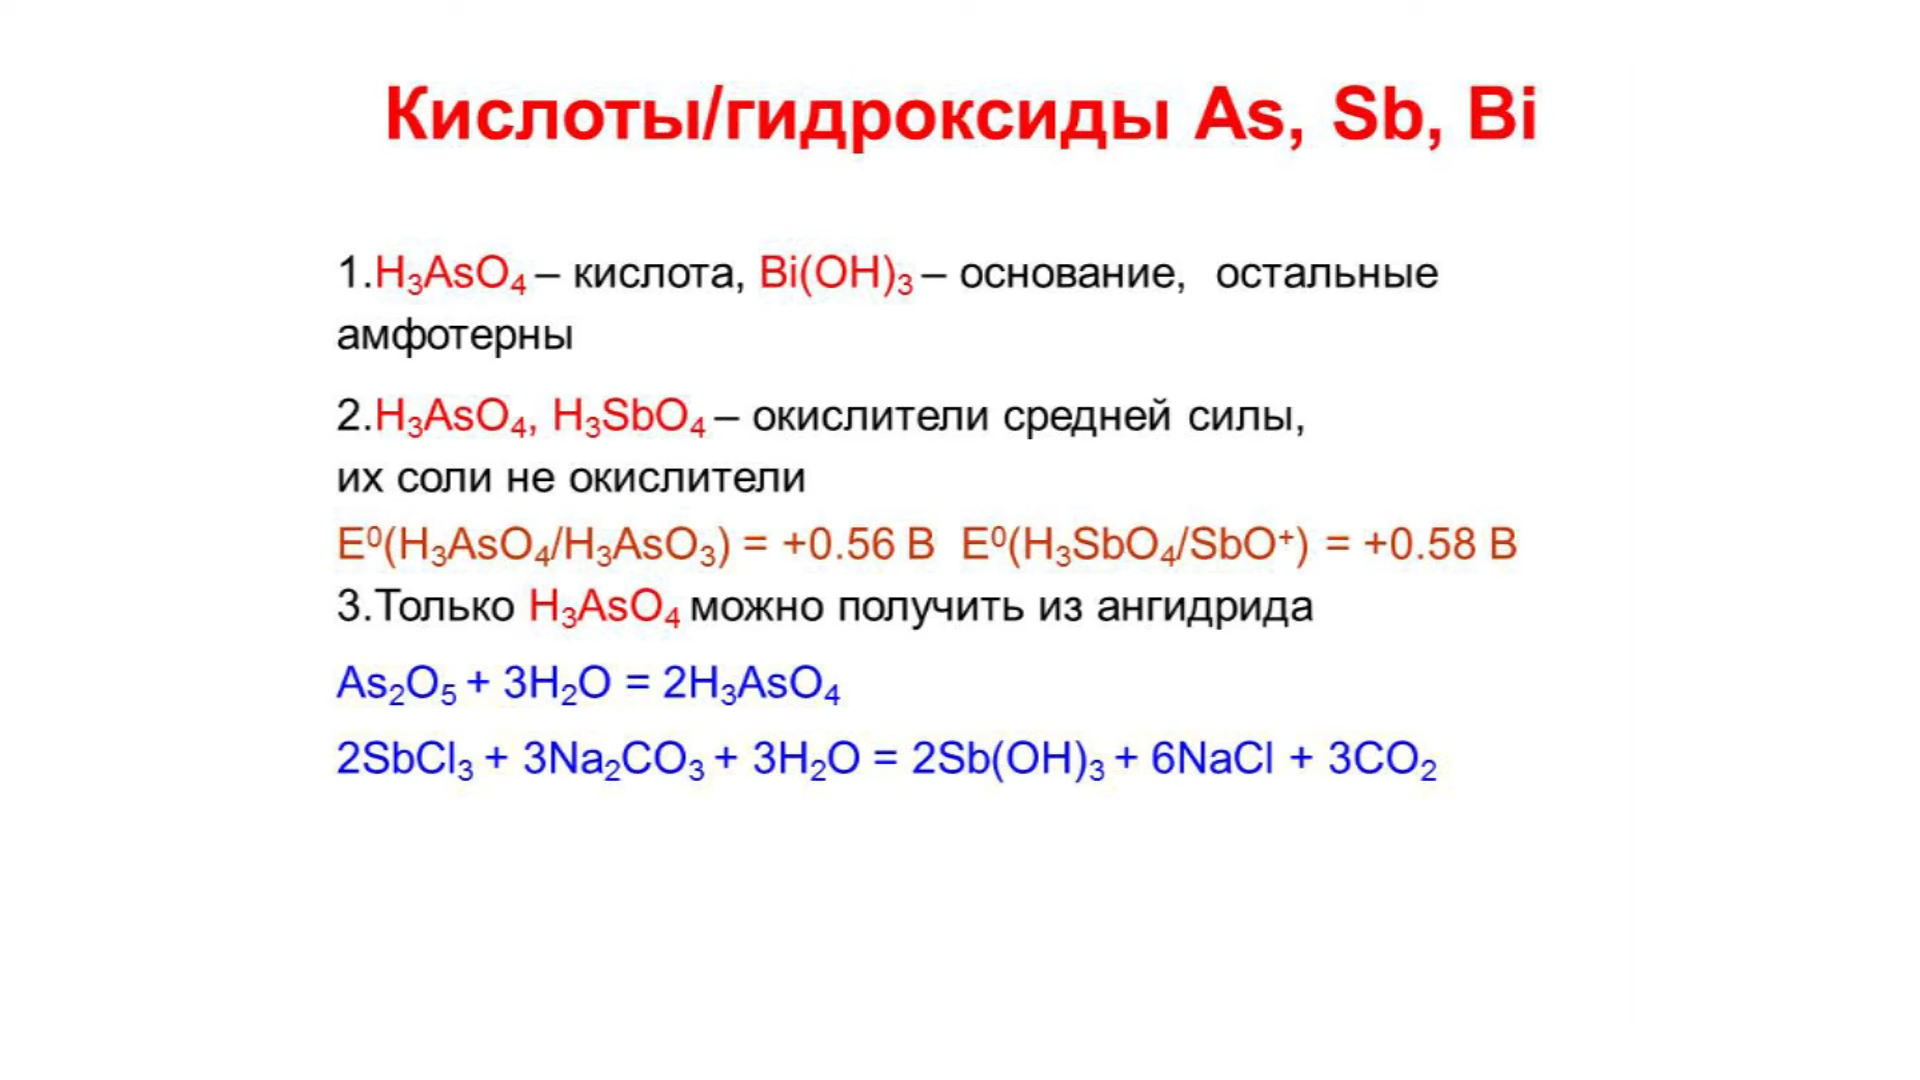 Кислоты/гидроксиды As, Sb, Bi
1.H₃AsO₄ – кислота, Bi(OH)₃ – основание, остальные
амфотерны
2.H₃AsO₄, H₃SbO₄ – окислители средней силы,
их соли не окислители
E⁰(H₃AsO₄/H₃AsO₃) = +0.56 В E⁰(H₃SbO₄/SbO⁺) = +0.58 В
3.Только H₃AsO₄ можно получить из ангидрида
As₂O₅ + 3H₂O = 2H₃AsO₄
2SbCl₃ + 3Na₂CO₃ + 3H₂O = 2Sb(OH)₃ + 6NaCl + 3CO₂